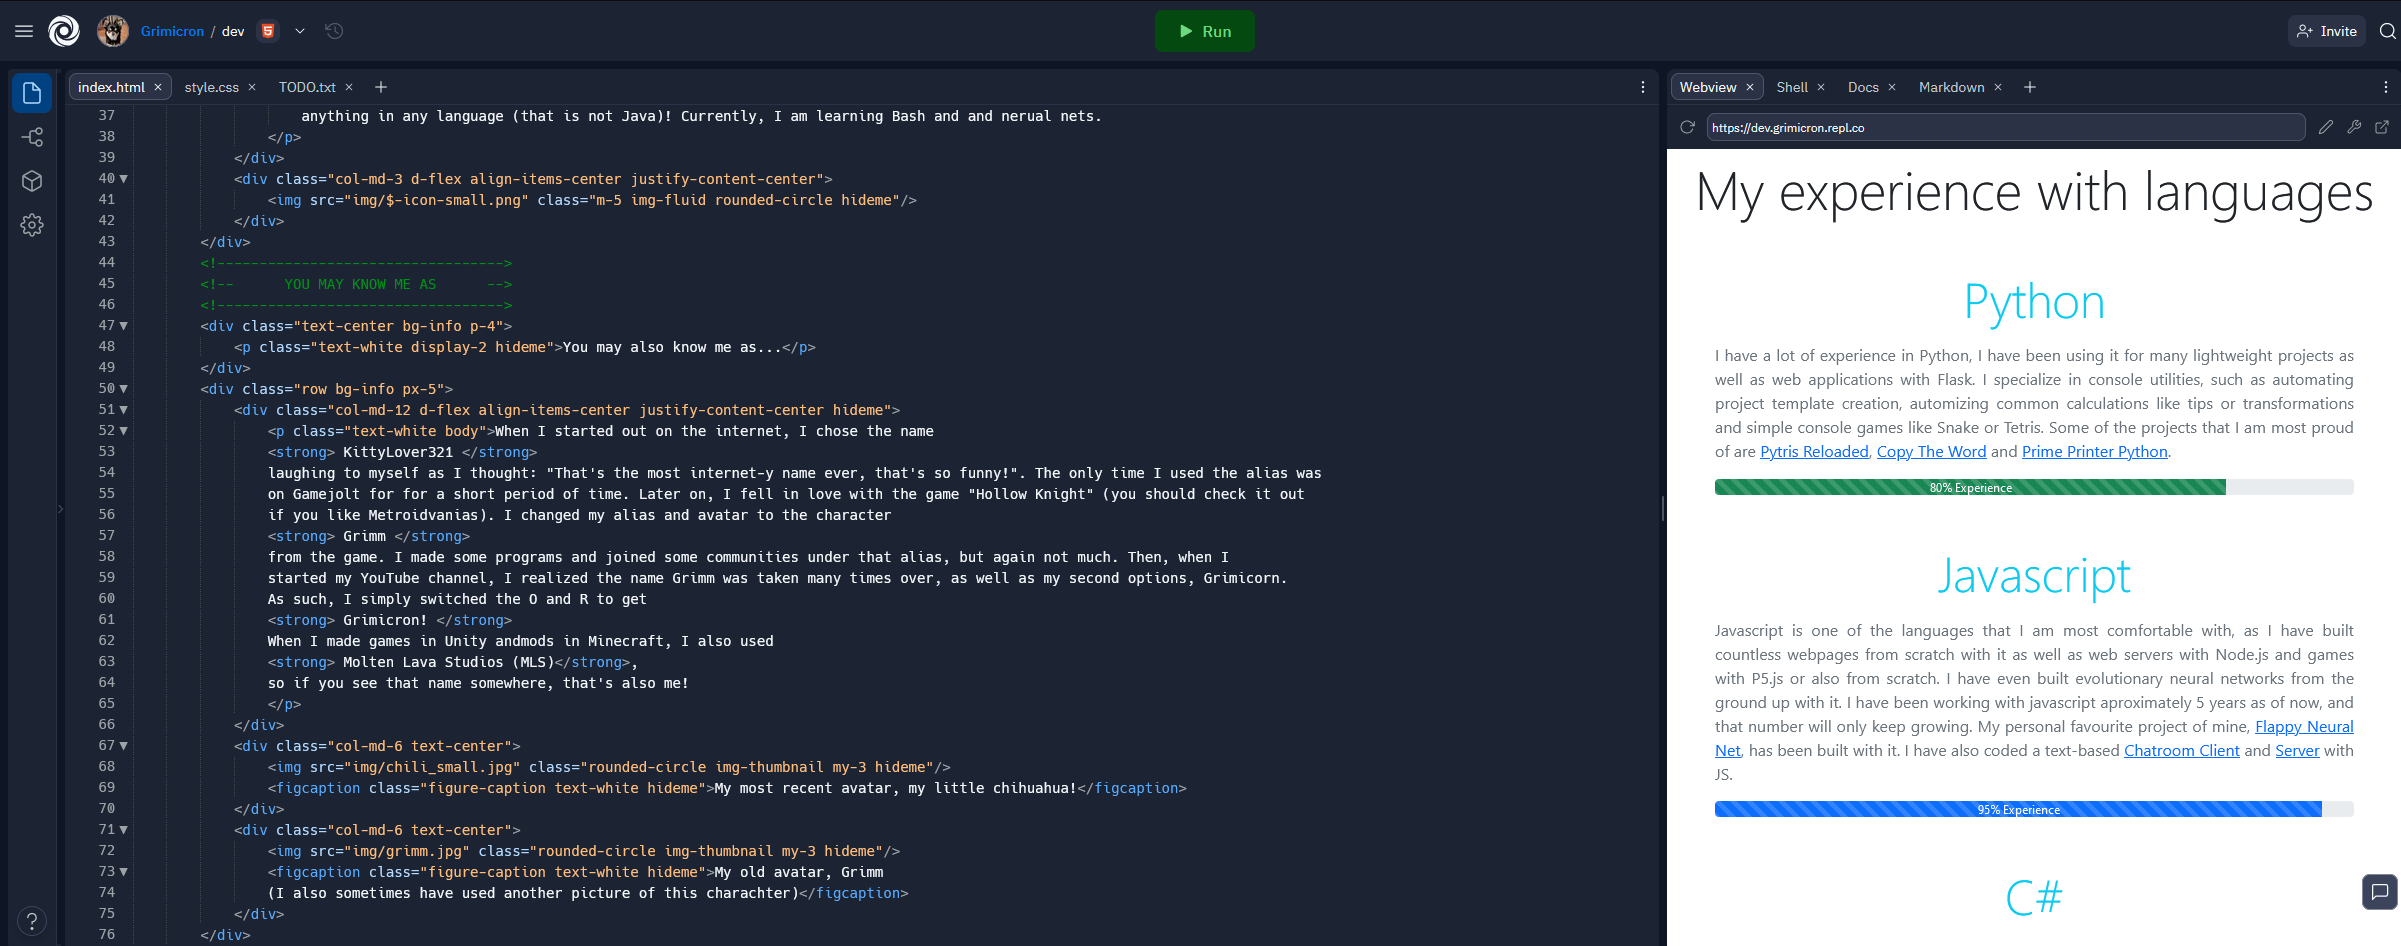 Grimicron / dev
Run
Invite
index.html
style.css
TODO.txt
37 anything in any language (that is not Java)! Currently, I am learning Bash and and nerual nets.
38 </p>
39 </div>
40 <div class="col-md-3 d-flex align-items-center justify-content-center">
41 <img src="img/$-icon-small.png" class="m-5 img-fluid rounded-circle hideme"/>
42 </div>
43 </div>
44 <!---------------------------------->
45 <!-- YOU MAY KNOW ME AS -->
46 <!---------------------------------->
47 <div class="text-center bg-info p-4">
48 <p class="text-white display-2 hideme">You may also know me as...</p>
49 </div>
50 <div class="row bg-info px-5">
51 <div class="col-md-12 d-flex align-items-center justify-content-center hideme">
52 <p class="text-white body">When I started out on the internet, I chose the name
53 <strong> KittyLover321 </strong>
54 laughing to myself as I thought: "That's the most internet-y name ever, that's so funny!". The only time I used the alias was
55 on Gamejolt for for a short period of time. Later on, I fell in love with the game "Hollow Knight" (you should check it out
56 if you like Metroidvanias). I changed my alias and avatar to the character
57 <strong> Grimm </strong>
58 from the game. I made some programs and joined some communities under that alias, but again not much. Then, when I
59 started my YouTube channel, I realized the name Grimm was taken many times over, as well as my second options, Grimicorn.
60 As such, I simply switched the O and R to get
61 <strong> Grimicron! </strong>
62 When I made games in Unity andmods in Minecraft, I also used
63 <strong> Molten Lava Studios (MLS)</strong>,
64 so if you see that name somewhere, that's also me!
65 </p>
66 </div>
67 <div class="col-md-6 text-center">
68 <img src="img/chili_small.jpg" class="rounded-circle img-thumbnail my-3 hideme"/>
69 <figcaption class="figure-caption text-white hideme">My most recent avatar, my little chihuahua!</figcaption>
70 </div>
71 <div class="col-md-6 text-center">
72 <img src="img/grimm.jpg" class="rounded-circle img-thumbnail my-3 hideme"/>
73 <figcaption class="figure-caption text-white hideme">My old avatar, Grimm
74 (I also sometimes have used another picture of this charachter)</figcaption>
75 </div>
76 </div>
Webview
Shell
Docs
Markdown
https://dev.grimicron.repl.co
My experience with languages
Python
I have a lot of experience in Python, I have been using it for many lightweight projects as
well as web applications with Flask. I specialize in console utilities, such as automating
project template creation, automizing common calculations like tips or transformations
and simple console games like Snake or Tetris. Some of the projects that I am most proud
of are Pytris Reloaded, Copy The Word and Prime Printer Python.
80% Experience
Javascript
Javascript is one of the languages that I am most comfortable with, as I have built
countless webpages from scratch with it as well as web servers with Node.js and games
with P5.js or also from scratch. I have even built evolutionary neural networks from the
ground up with it. I have been working with javascript aproximately 5 years as of now, and
that number will only keep growing. My personal favourite project of mine, Flappy Neural
Net, has been built with it. I have also coded a text-based Chatroom Client and Server with
JS.
95% Experience
C#